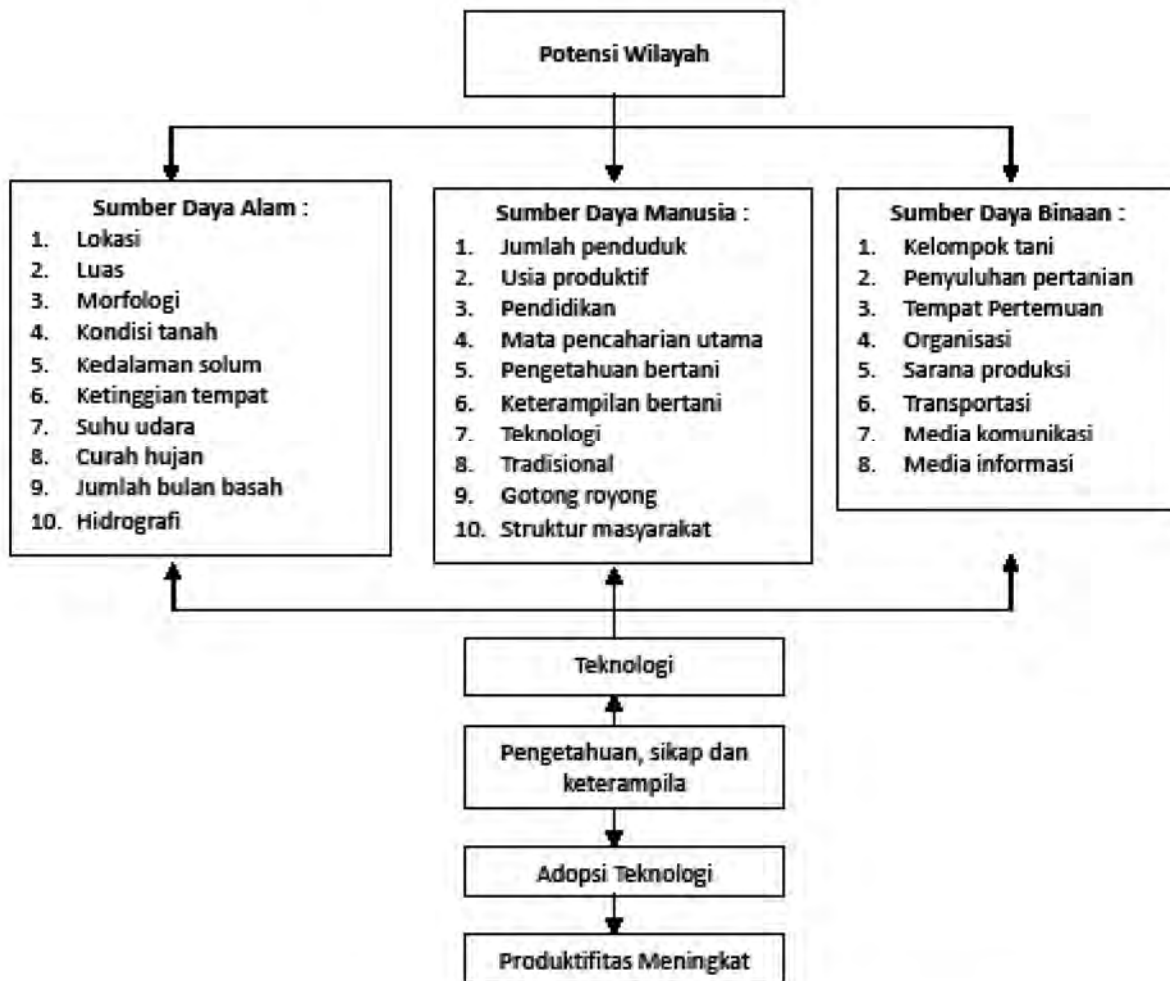 Potensi Wilayah
Sumber Daya Alam :
1. Lokasi
2. Luas
3. Morfologi
4. Kondisi tanah
5. Kedalaman solum
6. Ketinggian tempat
7. Suhu udara
8. Curah hujan
9. Jumlah bulan basah
10. Hidrografi
Sumber Daya Manusia :
1. Jumlah penduduk
2. Usia produktif
3. Pendidikan
4. Mata pencaharian utama
5. Pengetahuan bertani
6. Keterampilan bertani
7. Teknologi
8. Tradisional
9. Gotong royong
10. Struktur masyarakat
Sumber Daya Binaan :
1. Kelompok tani
2. Penyuluhan pertanian
3. Tempat Pertemuan
4. Organisasi
5. Sarana produksi
6. Transportasi
7. Media komunikasi
8. Media informasi
Teknologi
Pengetahuan, sikap dan
keterampila
Adopsi Teknologi
Produktifitas Meningkat